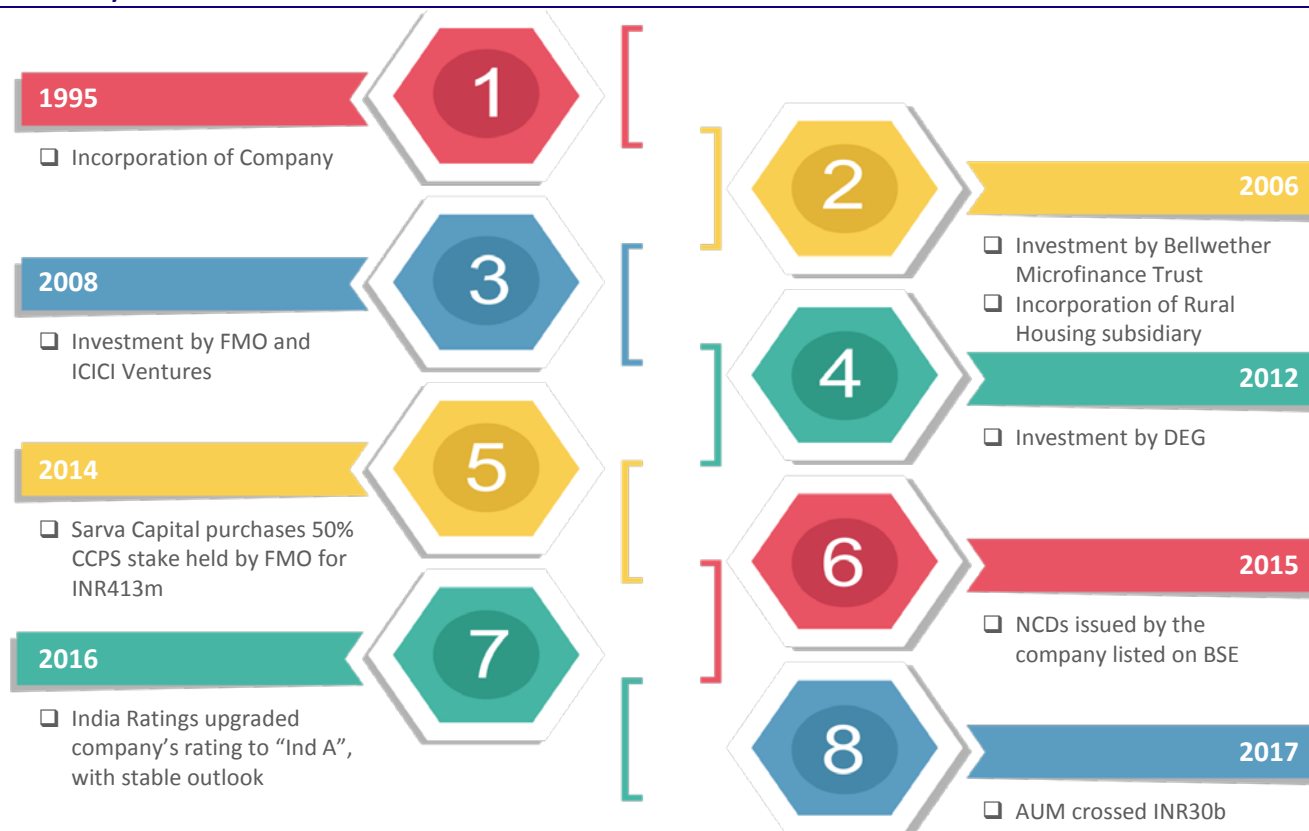 1
1995
❑ Incorporation of Company
2
2006
❑ Investment by Bellwether
Microfinance Trust
❑ Incorporation of Rural
Housing subsidiary
3
2008
❑ Investment by FMO and
ICICI Ventures
4
2012
❑ Investment by DEG
5
2014
❑ Sarva Capital purchases 50%
CCPS stake held by FMO for
INR413m
6
2015
❑ NCDs issued by the
company listed on BSE
7
2016
❑ India Ratings upgraded
company’s rating to “Ind A”,
with stable outlook
8
2017
❑ AUM crossed INR30b